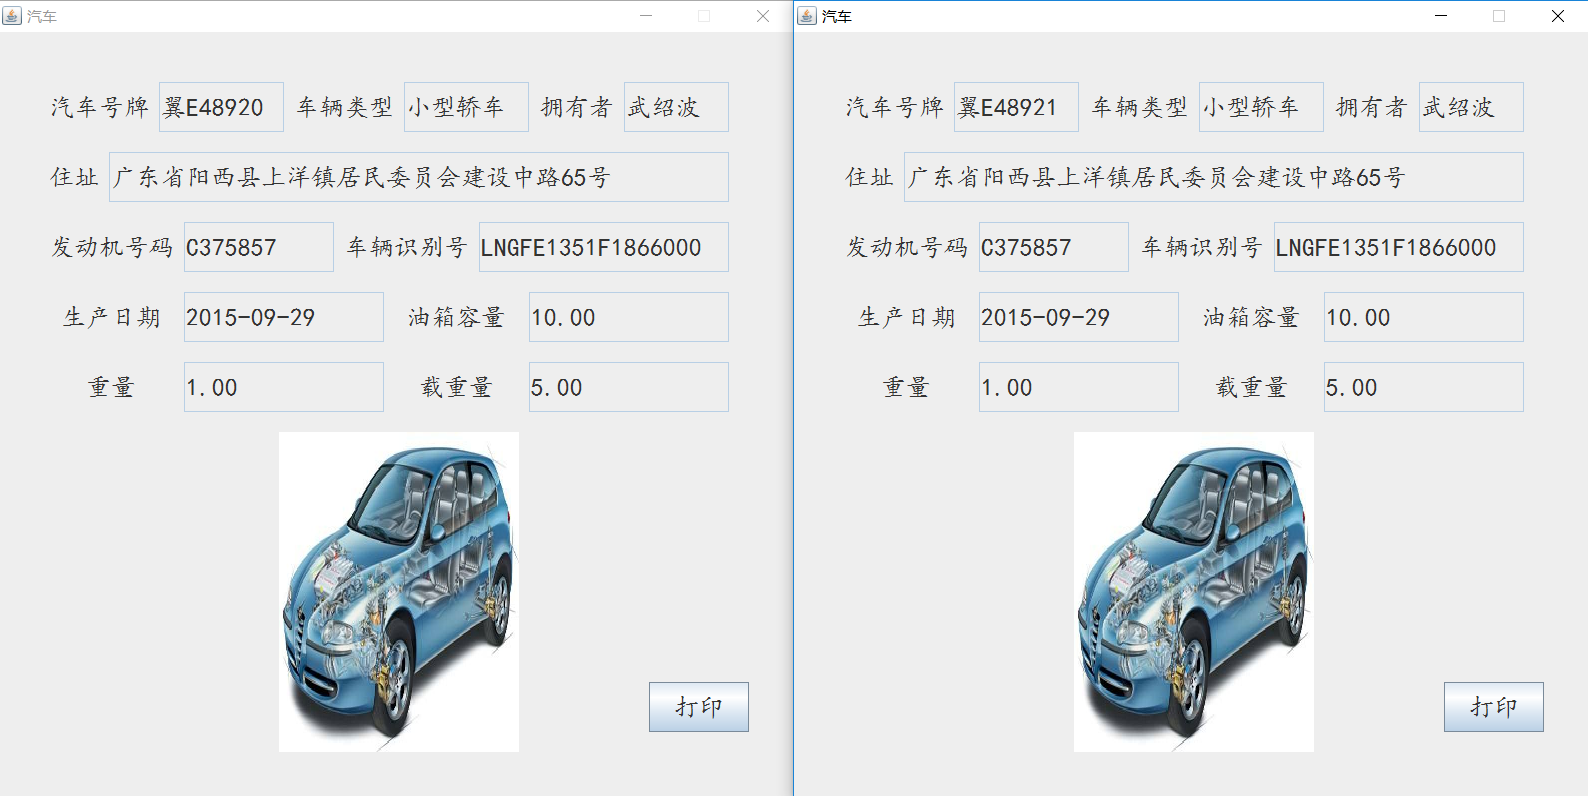 汽车
汽车号牌 翼E48920 车辆类型 小型轿车 拥有者 武绍波
住址 广东省阳西县上洋镇居民委员会建设中路65号
发动机号码 C375857 车辆识别号 LNGFE1351F1866000
生产日期 2015-09-29 油箱容量 10.00
重量 1.00 载重量 5.00
打印
汽车
汽车号牌 翼E48921 车辆类型 小型轿车 拥有者 武绍波
住址 广东省阳西县上洋镇居民委员会建设中路65号
发动机号码 C375857 车辆识别号 LNGFE1351F1866000
生产日期 2015-09-29 油箱容量 10.00
重量 1.00 载重量 5.00
打印